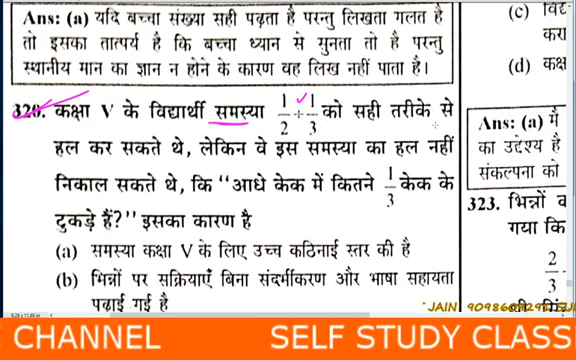 Ans: (a) यदि बच्चा संख्या सही पढ़ता है परन्तु लिखता गलत है
तो इसका तात्पर्य है कि बच्चा ध्यान से सुनता तो है परन्तु
स्थानीय मान का ज्ञान न होने के कारण वह लिख नहीं पाता है।
320. कक्षा V के विद्यार्थी समस्या 1/2 ÷ 1/3 को सही तरीके से
हल कर सकते थे, लेकिन वे इस समस्या का हल नहीं
निकाल सकते थे, कि "आधे केक में कितने 1/3 केक के
टुकड़े हैं?" इसका कारण है
(a) समस्या कक्षा V के लिए उच्च कठिनाई स्तर की है
(b) भिन्नों पर सक्रियाएँ बिना संदर्भीकरण और भाषा सहायता
पढ़ाई गई है
(c)
(d) कक्ष
Ans: (a) मै
का उद्देश्य है
संकल्पना को
323. भिन्नों व
गया कि
2/3
JAIN
CHANNEL SELF STUDY CLASS